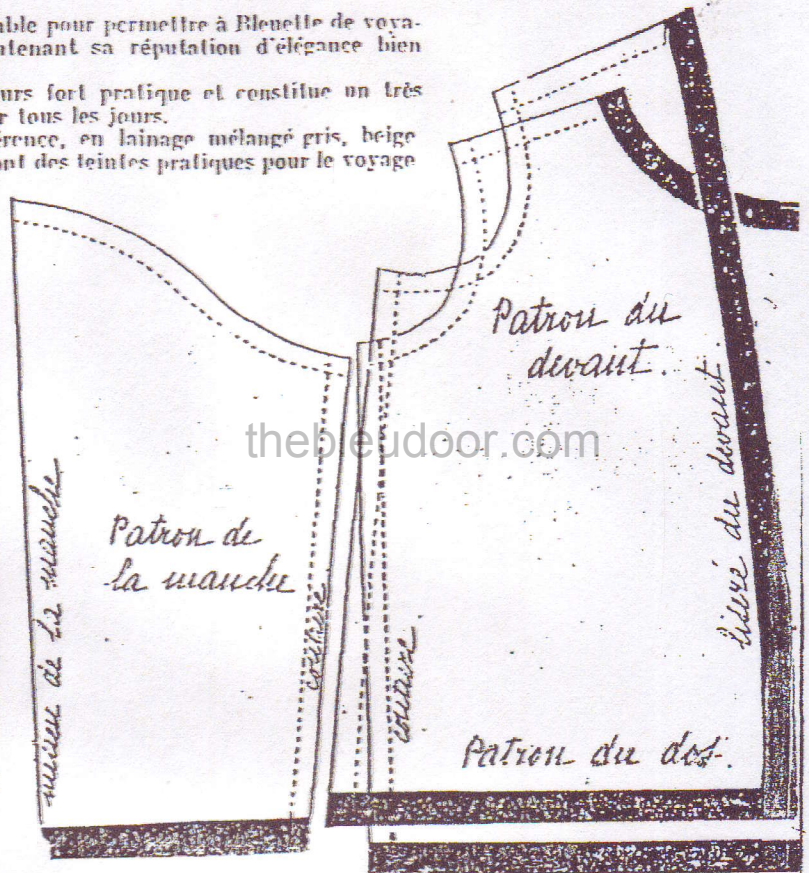 able pour permettre à Bleuette de voya-
ntenant sa réputation d'élégance bien
urs fort pratique et constitue un très
r tous les jours.
érence, en lainage mélangé gris, beige
ont des teintes pratiques pour le voyage
Patron du
devant.
thebleudoor.com
liseré du devant
milieu de la manche
Patron de
la manche
couture
couture
Patron du dos.